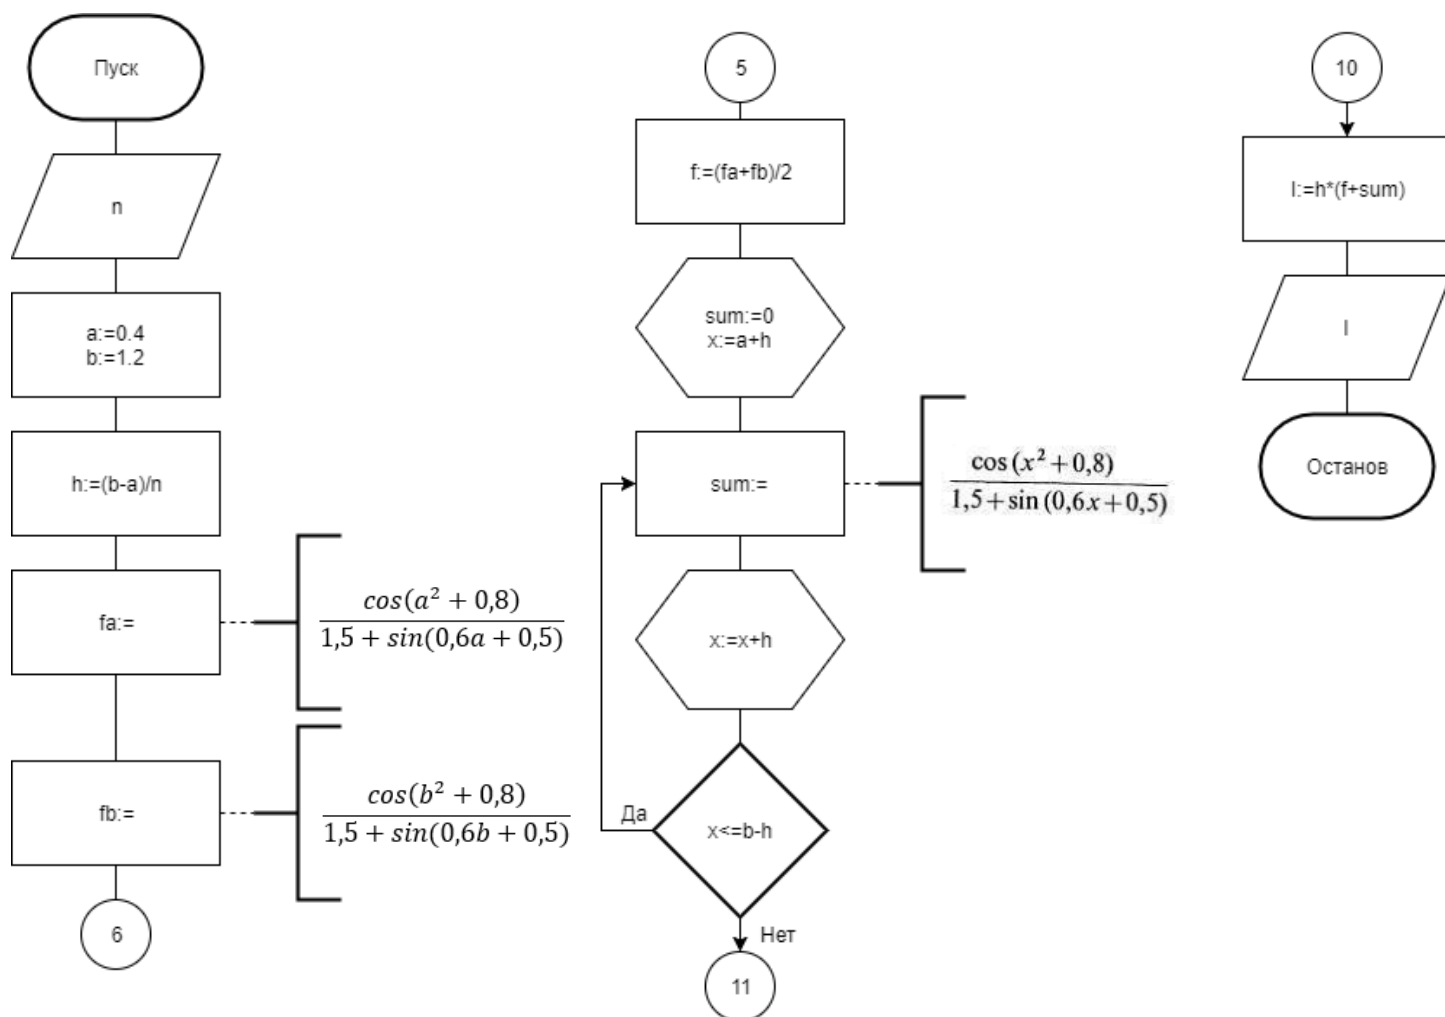 Пуск
n
a:=0.4
b:=1.2
h:=(b-a)/n
fa:=
cos(a² + 0,8)
1,5 + sin(0,6a + 0,5)
fb:=
cos(b² + 0,8)
1,5 + sin(0,6b + 0,5)
6
5
f:=(fa+fb)/2
sum:=0
x:=a+h
sum:=
cos (x² + 0,8)
1,5 + sin (0,6x + 0,5)
x:=x+h
Да
x<=b-h
Нет
11
10
I:=h*(f+sum)
I
Останов